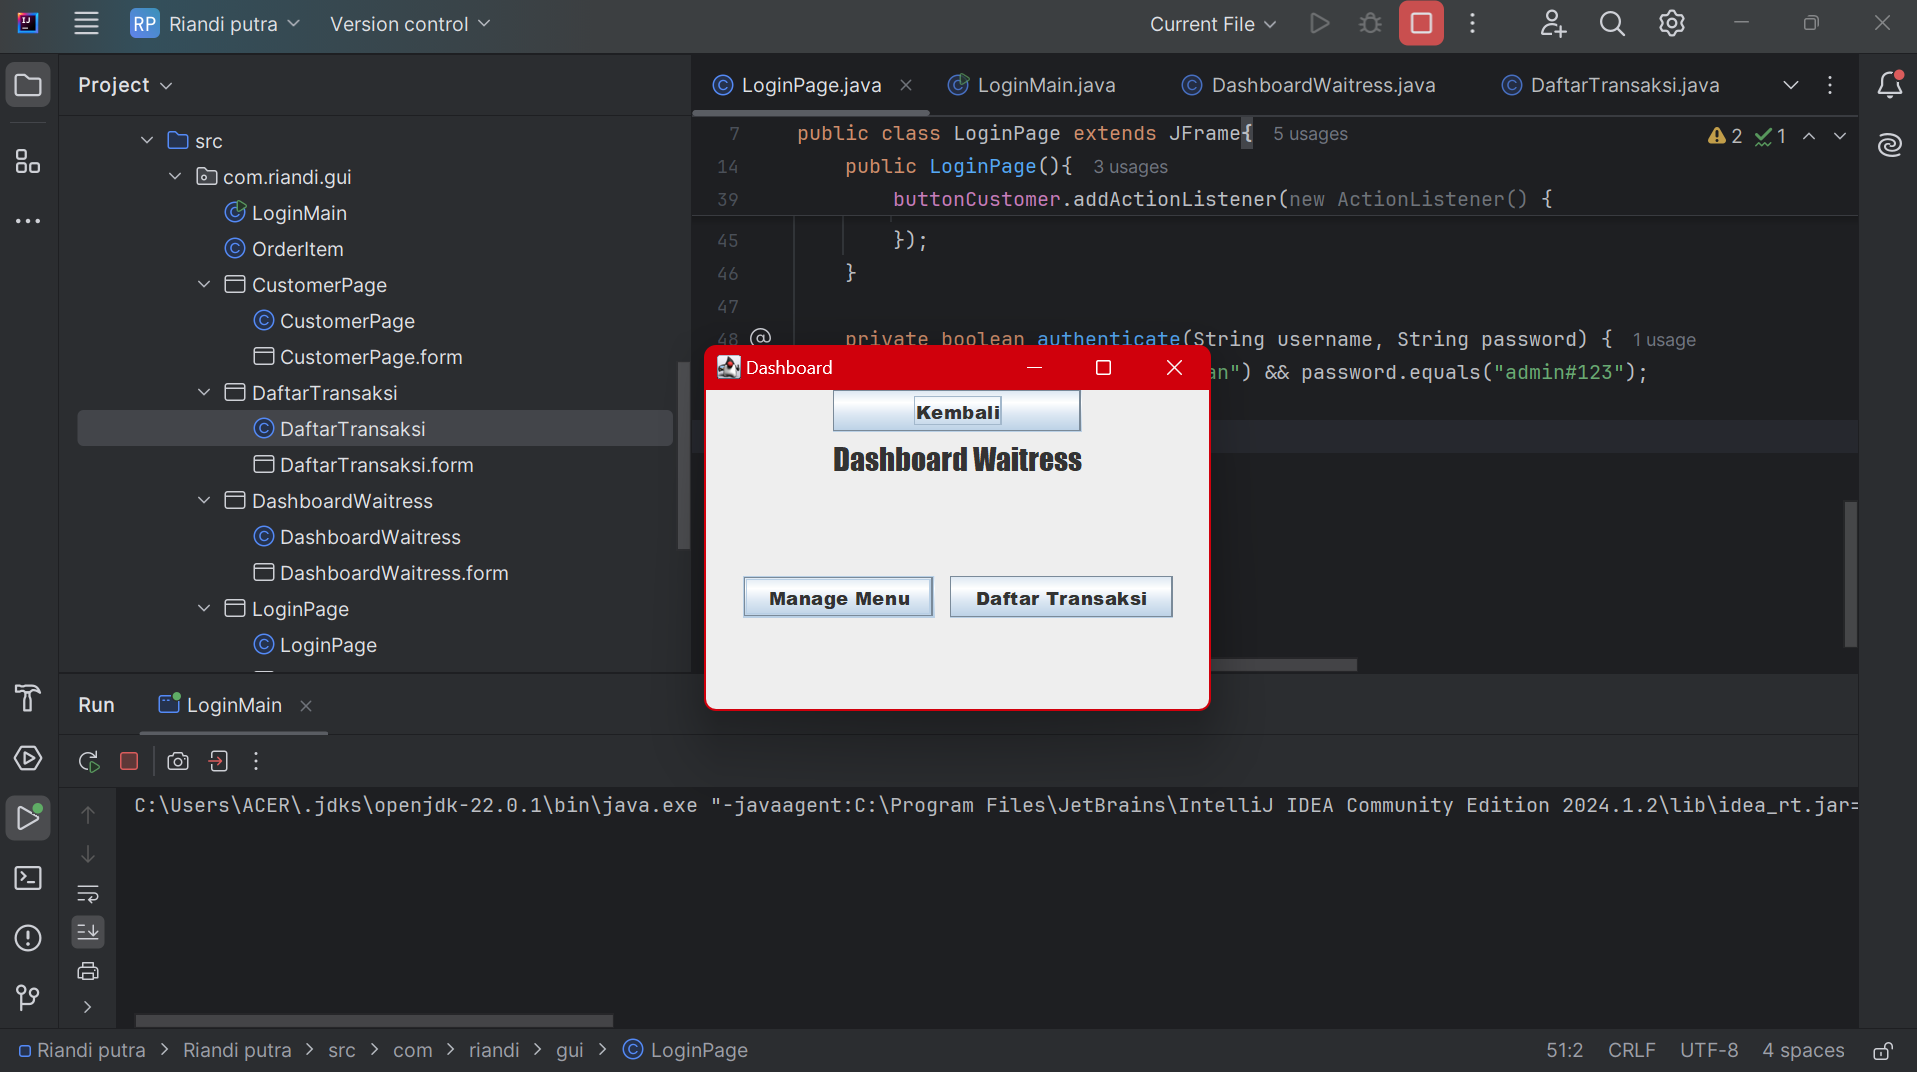 RP Riandi putra Version control Current File
Project
LoginPage.java LoginMain.java DashboardWaitress.java DaftarTransaksi.java
src
com.riandi.gui
LoginMain
OrderItem
CustomerPage
CustomerPage
CustomerPage.form
DaftarTransaksi
DaftarTransaksi
DaftarTransaksi.form
DashboardWaitress
DashboardWaitress
DashboardWaitress.form
LoginPage
LoginPage
7 public class LoginPage extends JFrame{ 5 usages
2 1
14 public LoginPage(){ 3 usages
39 buttonCustomer.addActionListener(new ActionListener() {
45 });
46 }
47
48 @ private boolean authenticate(String username, String password) { 1 usage
an") && password.equals("admin#123");
Dashboard
Kembali
Dashboard Waitress
Manage Menu Daftar Transaksi
Run LoginMain
C:\Users\ACER\.jdks\openjdk-22.0.1\bin\java.exe "-javaagent:C:\Program Files\JetBrains\IntelliJ IDEA Community Edition 2024.1.2\lib\idea_rt.jar=
Riandi putra > Riandi putra > src > com > riandi > gui > LoginPage 51:2 CRLF UTF-8 4 spaces